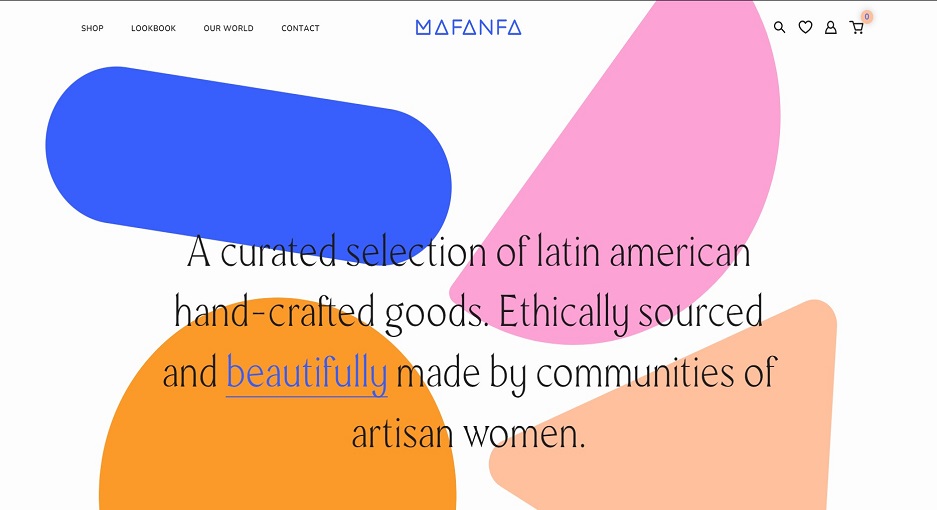 SHOP LOOKBOOK OUR WORLD CONTACT MAFANFA 0
A curated selection of latin american
hand-crafted goods. Ethically sourced
and beautifully made by communities of
artisan women.